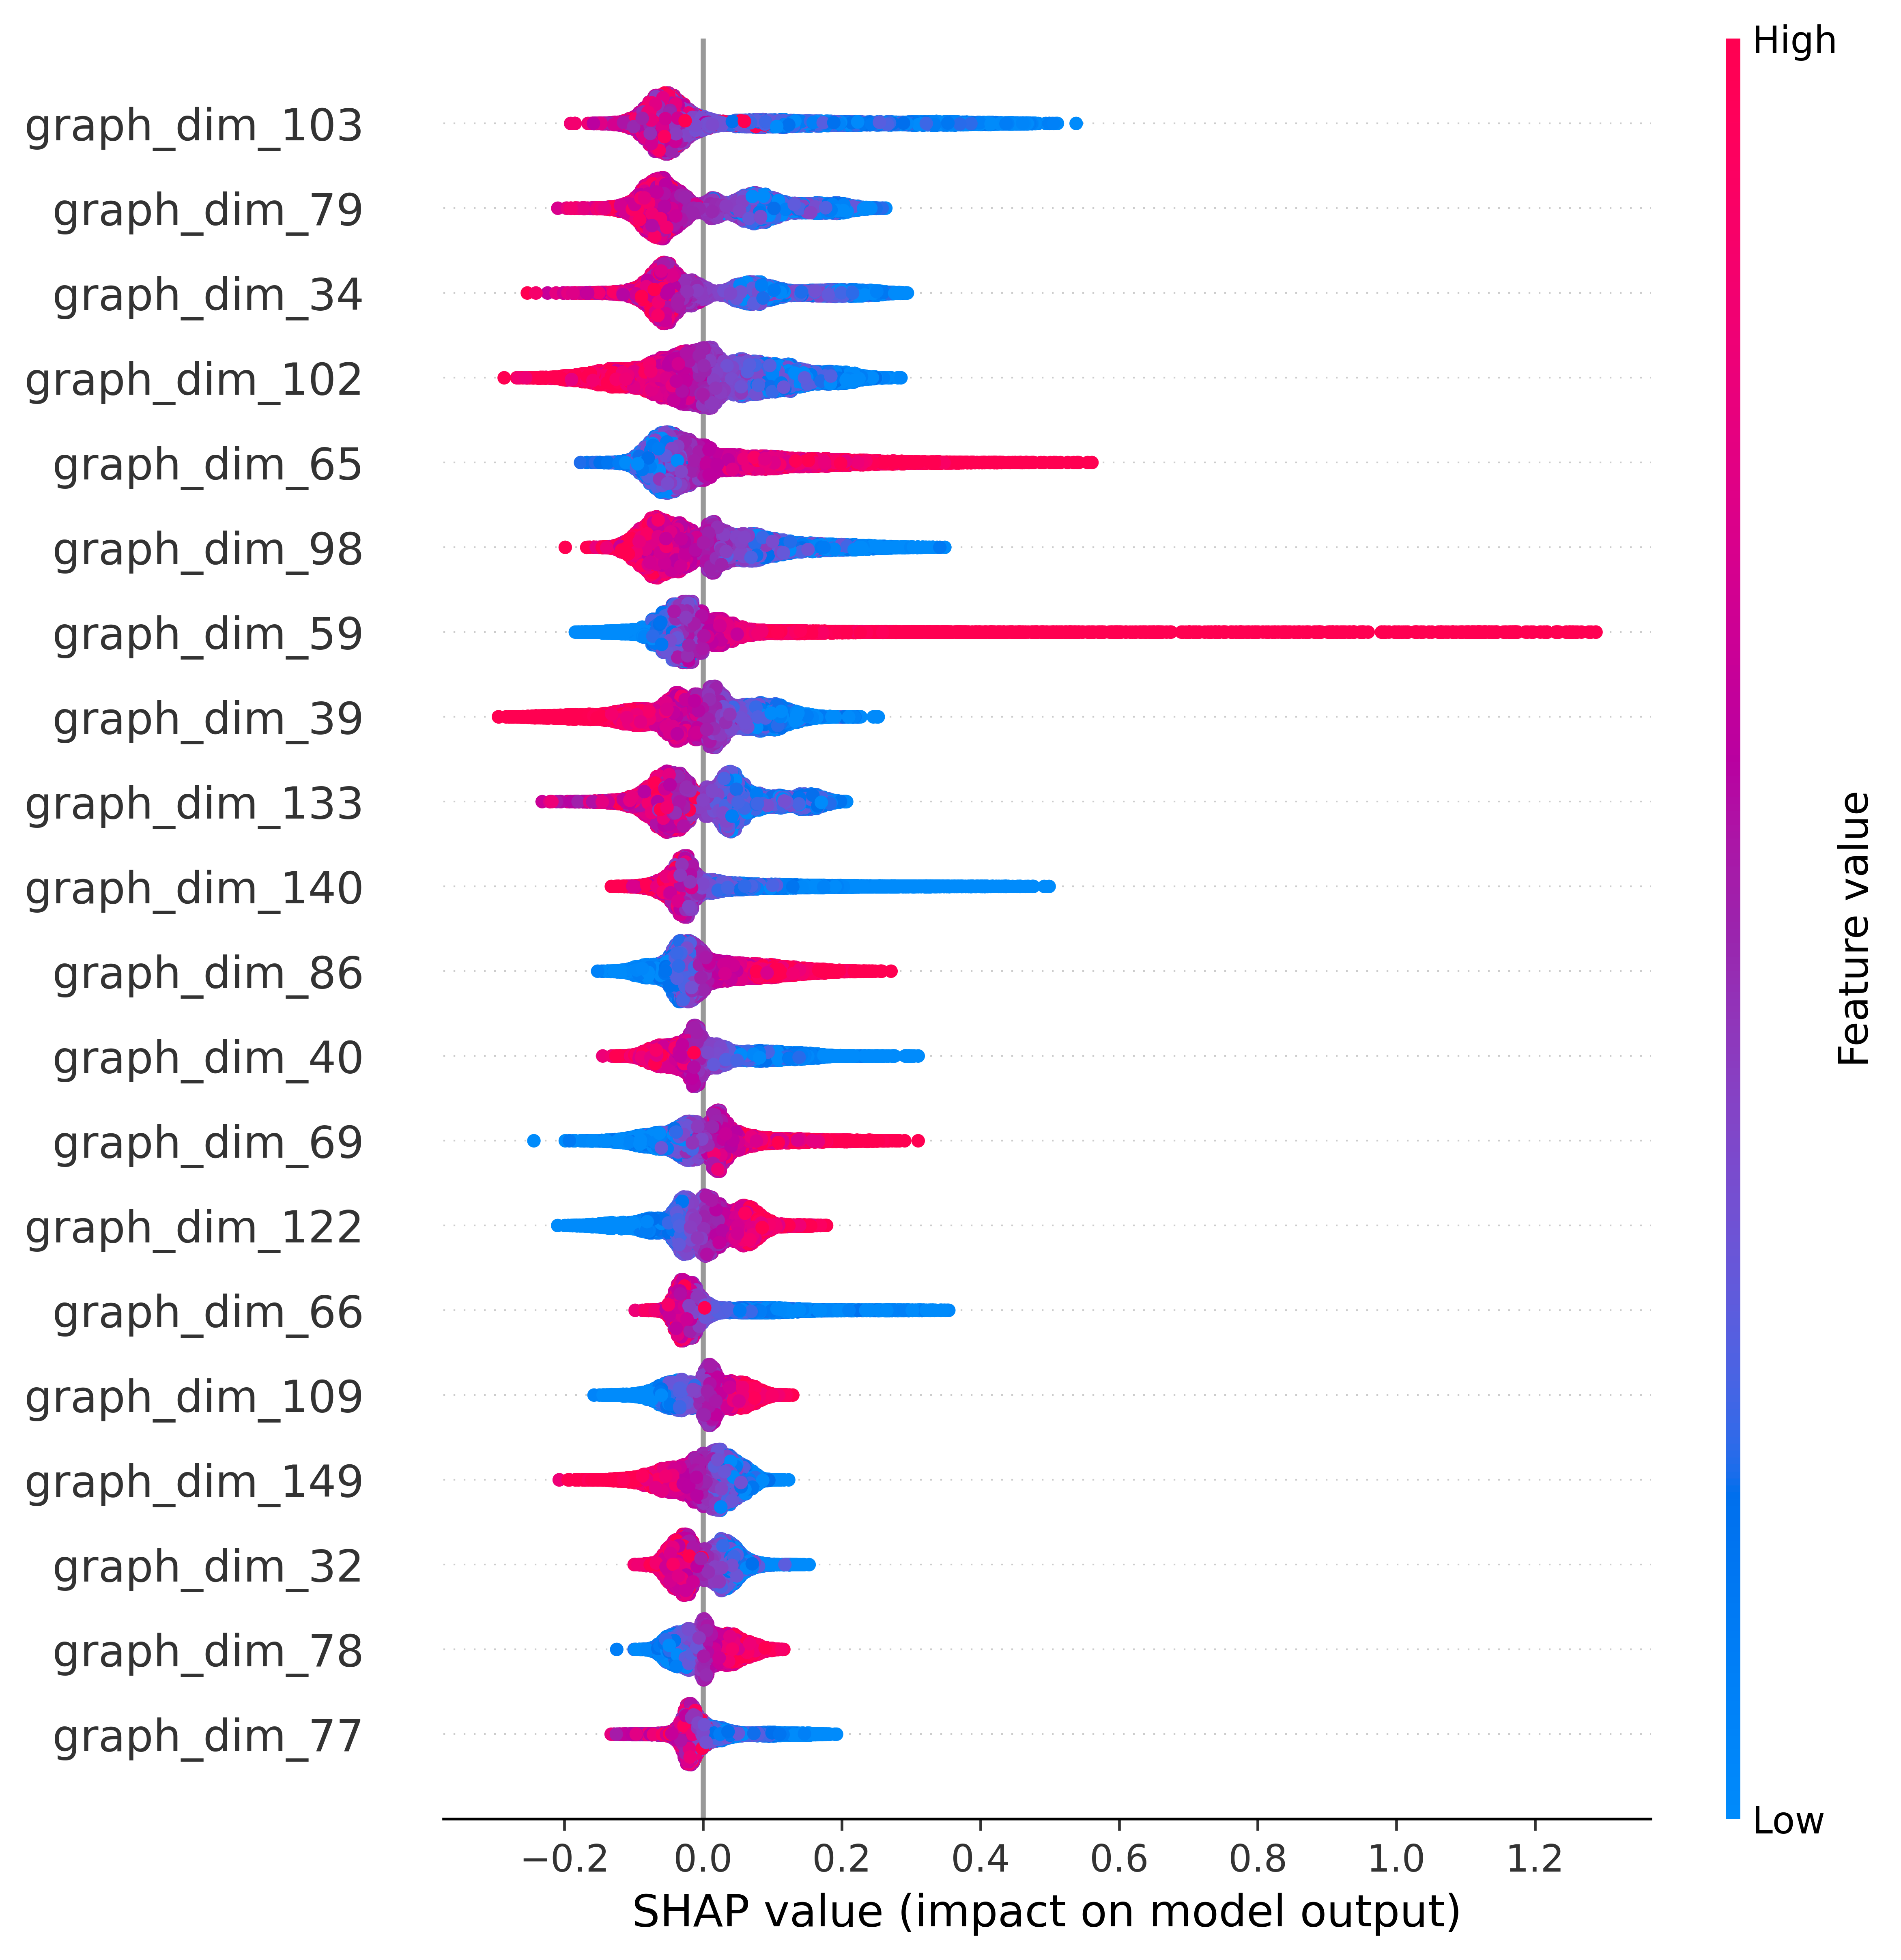 High
graph_dim_103
graph_dim_79
graph_dim_34
graph_dim_102
graph_dim_65
graph_dim_98
graph_dim_59
graph_dim_39
graph_dim_133
graph_dim_140
graph_dim_86
graph_dim_40
graph_dim_69
graph_dim_122
graph_dim_66
graph_dim_109
graph_dim_149
graph_dim_32
graph_dim_78
graph_dim_77
Feature value
Low
−0.2 0.0 0.2 0.4 0.6 0.8 1.0 1.2
SHAP value (impact on model output)